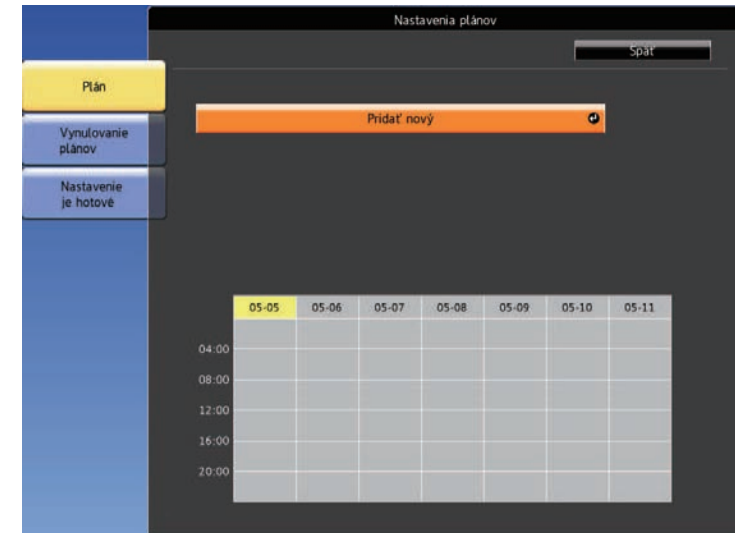 Nastavenia plánov
Späť
Plán
Pridať nový
Vynulovanie
plánov
Nastavenie
je hotové
05-05 05-06 05-07 05-08 05-09 05-10 05-11
04:00
08:00
12:00
16:00
20:00